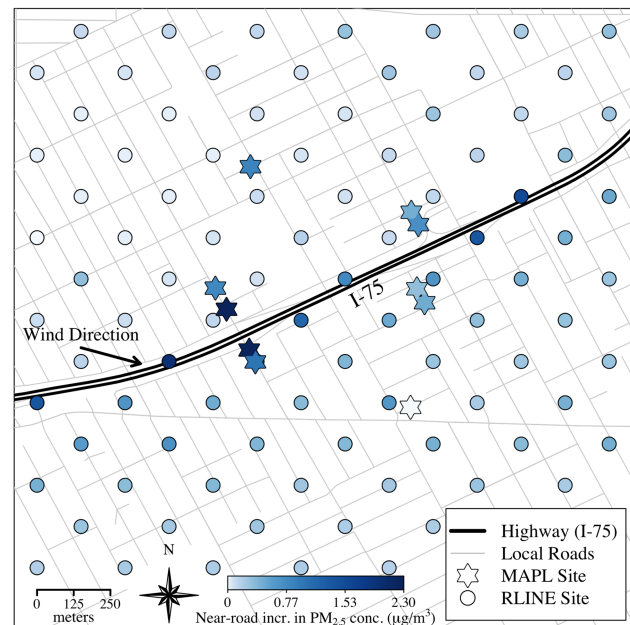 I-75
Wind Direction
Highway (I-75)
Local Roads
MAPL Site
RLINE Site
N
0 125 250
meters
0 0.77 1.53 2.30
Near-road incr. in PM2.5 conc. (μg/m3)